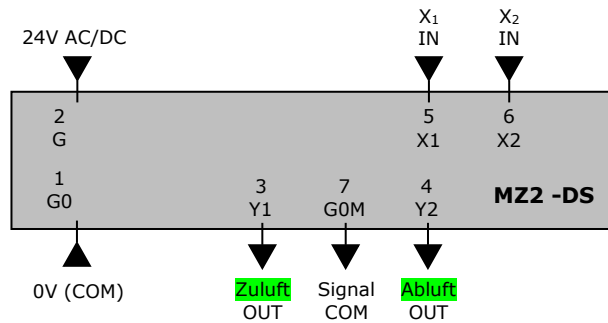 24V AC/DC
X₁
IN
X₂
IN
2
G
5
X1
6
X2
1
G0
3
Y1
7
G0M
4
Y2
MZ2 -DS
0V (COM)
Zuluft
OUT
Signal
COM
Abluft
OUT